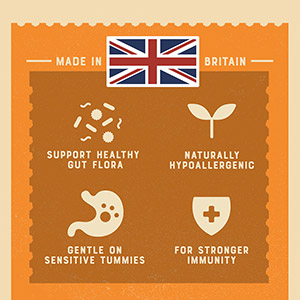 MADE IN BRITAIN
SUPPORT HEALTHY
GUT FLORA
NATURALLY
HYPOALLERGENIC
GENTLE ON
SENSITIVE TUMMIES
FOR STRONGER
IMMUNITY